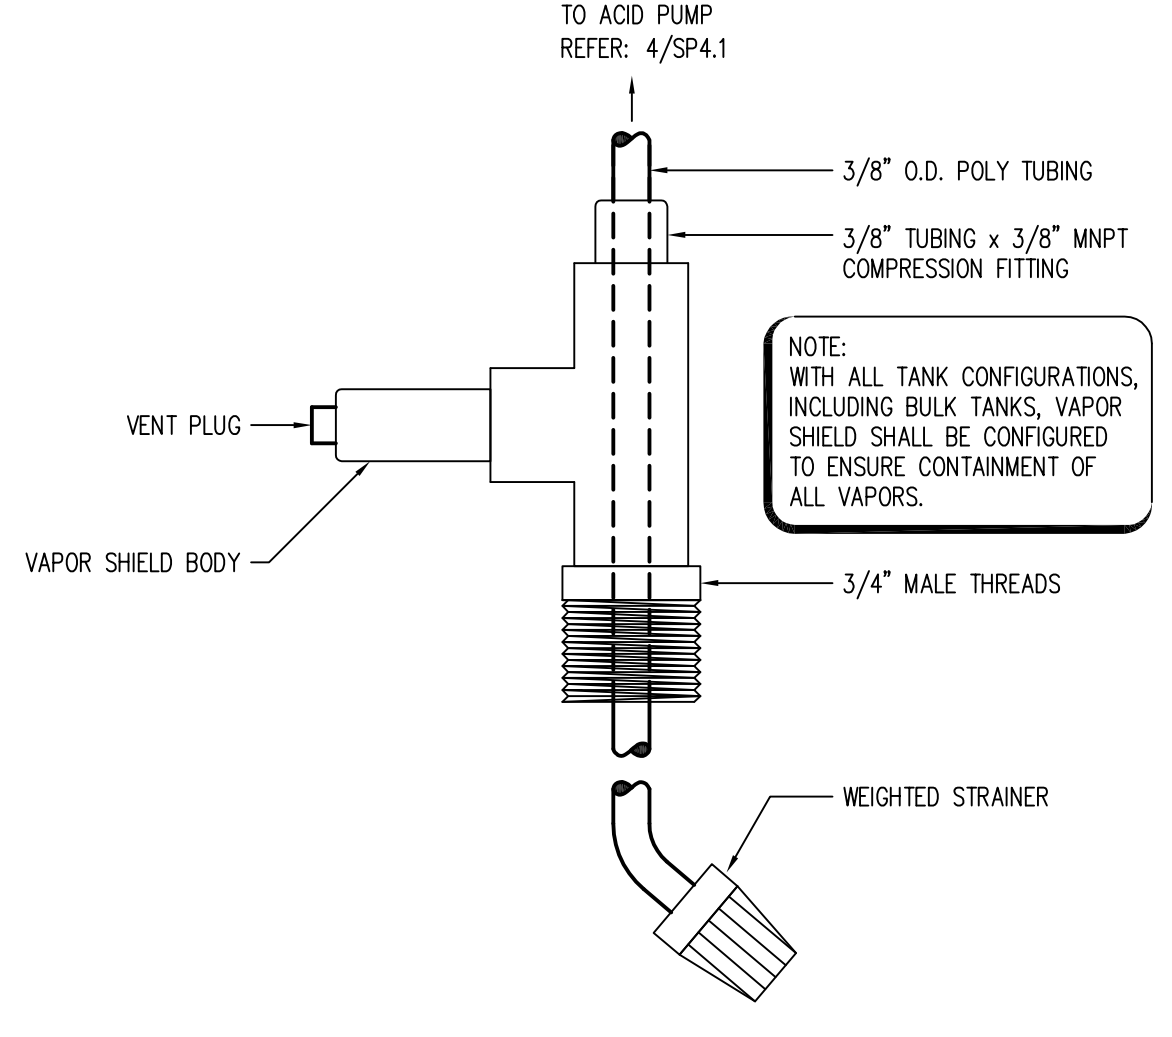 TO ACID PUMP
REFER: 4/SP4.1
3/8" O.D. POLY TUBING
3/8" TUBING x 3/8" MNPT
COMPRESSION FITTING
NOTE:
WITH ALL TANK CONFIGURATIONS,
INCLUDING BULK TANKS, VAPOR
SHIELD SHALL BE CONFIGURED
TO ENSURE CONTAINMENT OF
ALL VAPORS.
VENT PLUG
VAPOR SHIELD BODY
3/4" MALE THREADS
WEIGHTED STRAINER